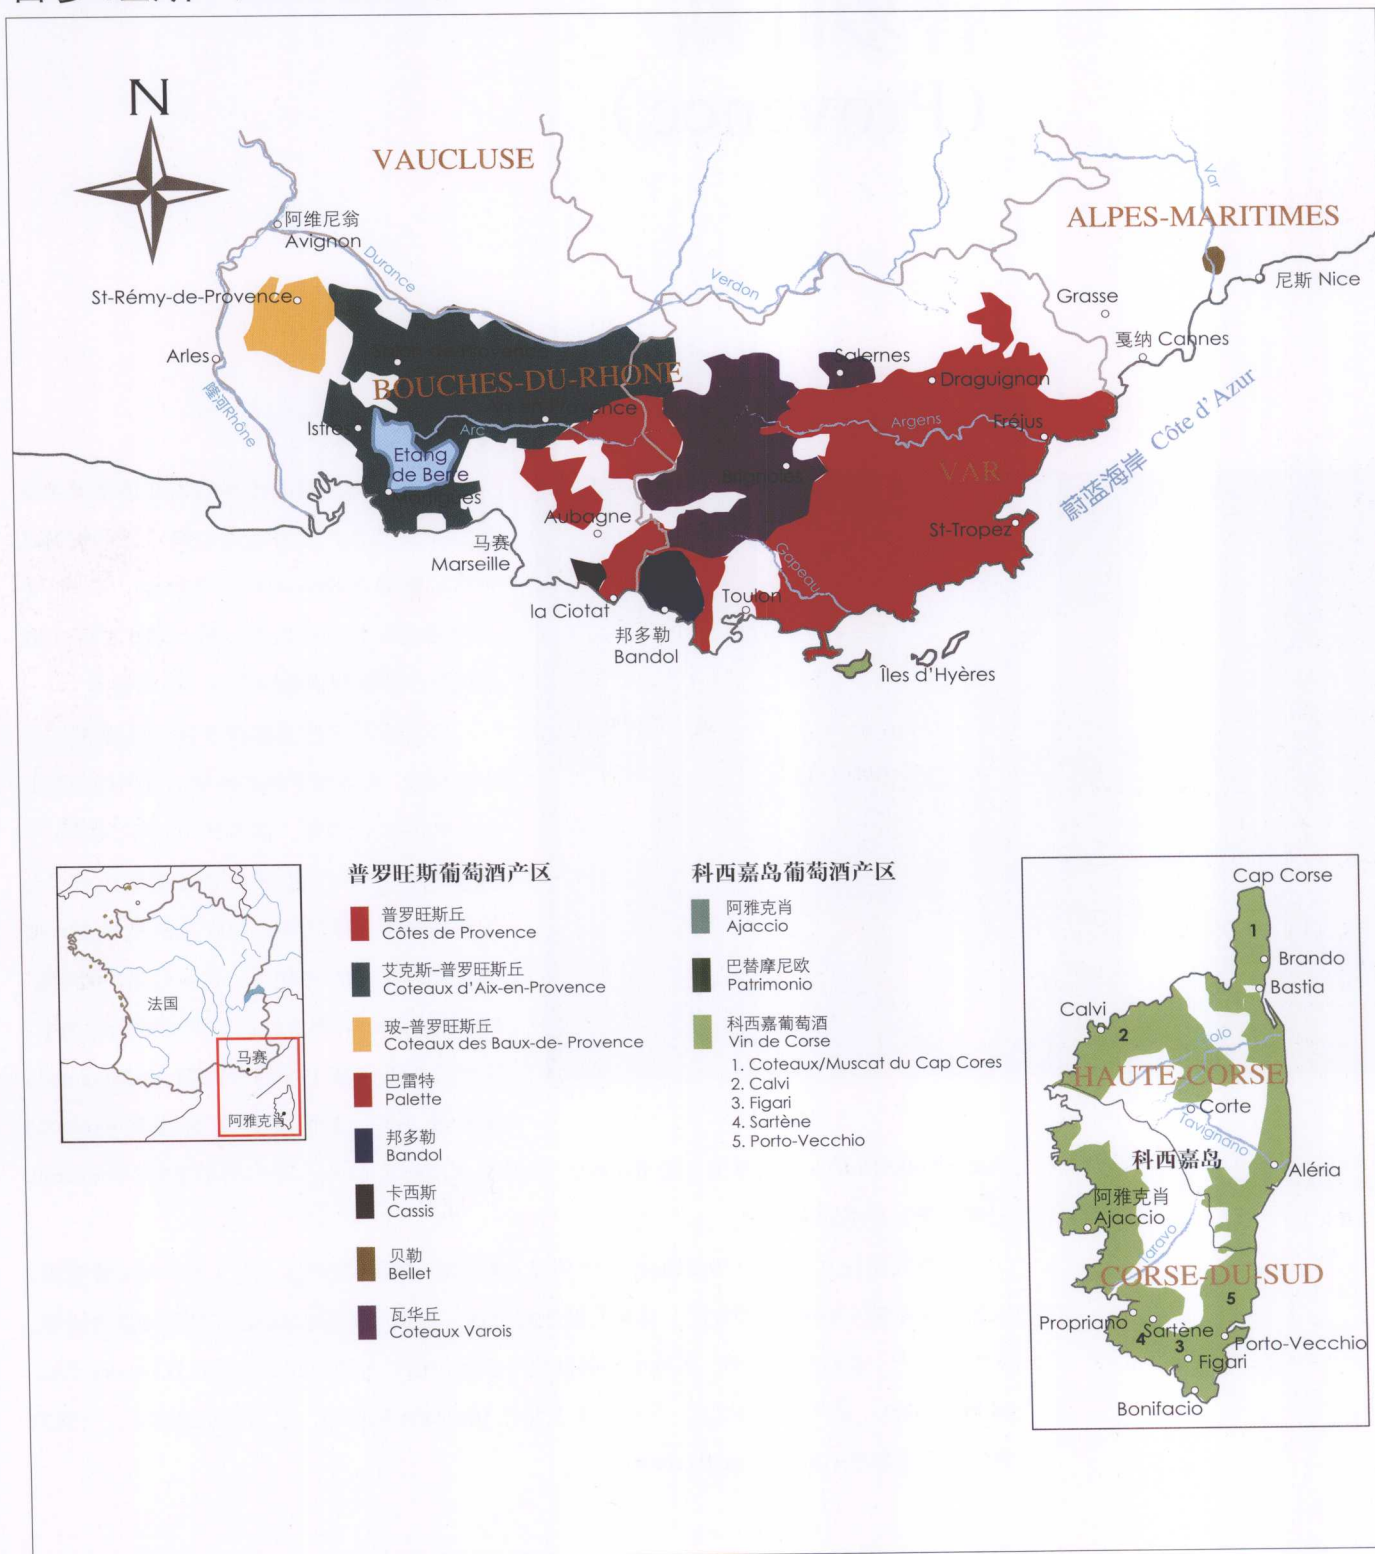 N
VAUCLUSE
ALPES-MARITIMES
Var
阿维尼翁
Avignon
Durance
Verdon
尼斯 Nice
St-Rémy-de-Provence
Grasse
Arles
戛纳 Cannes
Salernes
Draguignan
BOUCHES-DU-RHONE
隆河Rhône
Istres
Arc
Argens
Fréjus
Etang
de Berre
Brignoles
VAR
蔚蓝海岸 Côte d' Azur
Aubagne
St-Tropez
马赛
Marseille
Gapeau
la Ciotat
Toulon
邦多勒
Bandol
Îles d'Hyères
法国
马赛
阿雅克肖
普罗旺斯葡萄酒产区
普罗旺斯丘
Côtes de Provence
艾克斯-普罗旺斯丘
Coteaux d'Aix-en-Provence
玻-普罗旺斯丘
Coteaux des Baux-de- Provence
巴雷特
Palette
邦多勒
Bandol
卡西斯
Cassis
贝勒
Bellet
瓦华丘
Coteaux Varois
科西嘉岛葡萄酒产区
阿雅克肖
Ajaccio
巴替摩尼欧
Patrimonio
科西嘉葡萄酒
Vin de Corse
1. Coteaux/Muscat du Cap Cores
2. Calvi
3. Figari
4. Sartène
5. Porto-Vecchio
Cap Corse
1
Brando
Bastia
Calvi
2
Golo
HAUTE-CORSE
Corte
Tavignano
科西嘉岛
Aléria
阿雅克肖
Ajaccio
Taravo
CORSE-DU-SUD
5
Propriano
Sartène
4
3
Porto-Vecchio
Figari
Bonifacio